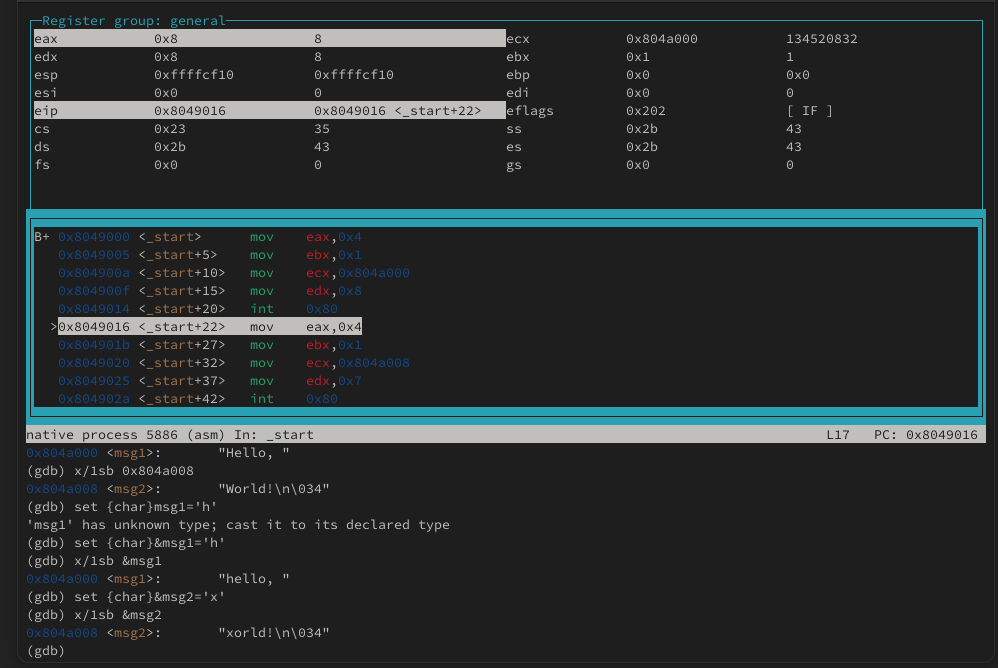 Register group: general
eax 0x8 8 ecx 0x804a000 134520832
edx 0x8 8 ebx 0x1 1
esp 0xffffcf10 0xffffcf10 ebp 0x0 0x0
esi 0x0 0 edi 0x0 0
eip 0x8049016 0x8049016 <_start+22> eflags 0x202 [ IF ]
cs 0x23 35 ss 0x2b 43
ds 0x2b 43 es 0x2b 43
fs 0x0 0 gs 0x0 0
B+ 0x8049000 <_start> mov eax,0x4
0x8049005 <_start+5> mov ebx,0x1
0x804900a <_start+10> mov ecx,0x804a000
0x804900f <_start+15> mov edx,0x8
0x8049014 <_start+20> int 0x80
>0x8049016 <_start+22> mov eax,0x4
0x804901b <_start+27> mov ebx,0x1
0x8049020 <_start+32> mov ecx,0x804a008
0x8049025 <_start+37> mov edx,0x7
0x804902a <_start+42> int 0x80
native process 5886 (asm) In: _start L17 PC: 0x8049016
0x804a000 <msg1>: "Hello, "
(gdb) x/1sb 0x804a008
0x804a008 <msg2>: "World!\n\034"
(gdb) set {char}msg1='h'
'msg1' has unknown type; cast it to its declared type
(gdb) set {char}&msg1='h'
(gdb) x/1sb &msg1
0x804a000 <msg1>: "hello, "
(gdb) set {char}&msg2='x'
(gdb) x/1sb &msg2
0x804a008 <msg2>: "xorld!\n\034"
(gdb)